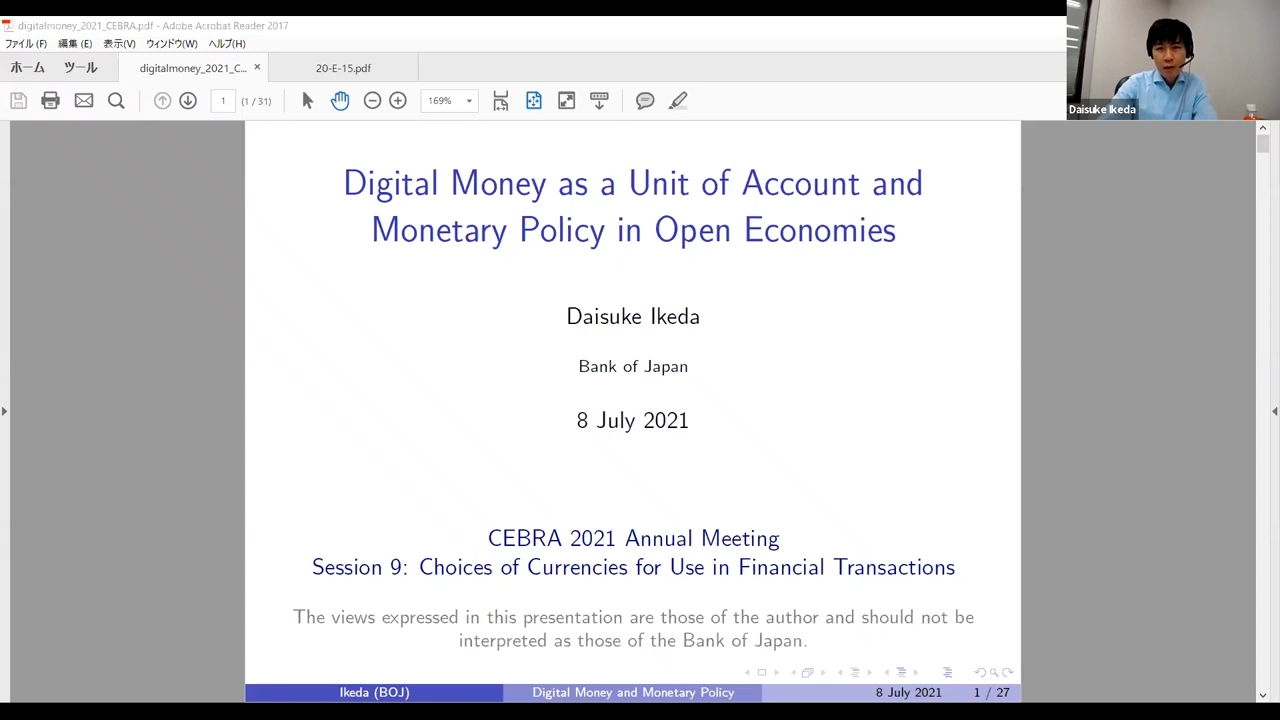 digitalmoney_2021_CEBRA.pdf - Adobe Acrobat Reader 2017
ファイル(F) 編集(E) 表示(V) ウィンドウ(W) ヘルプ(H)
ホーム ツール digitalmoney_2021_C... × 20-E-15.pdf
1 (1 / 31) 169%
Daisuke Ikeda
Digital Money as a Unit of Account and
Monetary Policy in Open Economies
Daisuke Ikeda
Bank of Japan
8 July 2021
CEBRA 2021 Annual Meeting
Session 9: Choices of Currencies for Use in Financial Transactions
The views expressed in this presentation are those of the author and should not be
interpreted as those of the Bank of Japan.
Ikeda (BOJ) Digital Money and Monetary Policy 8 July 2021 1 / 27